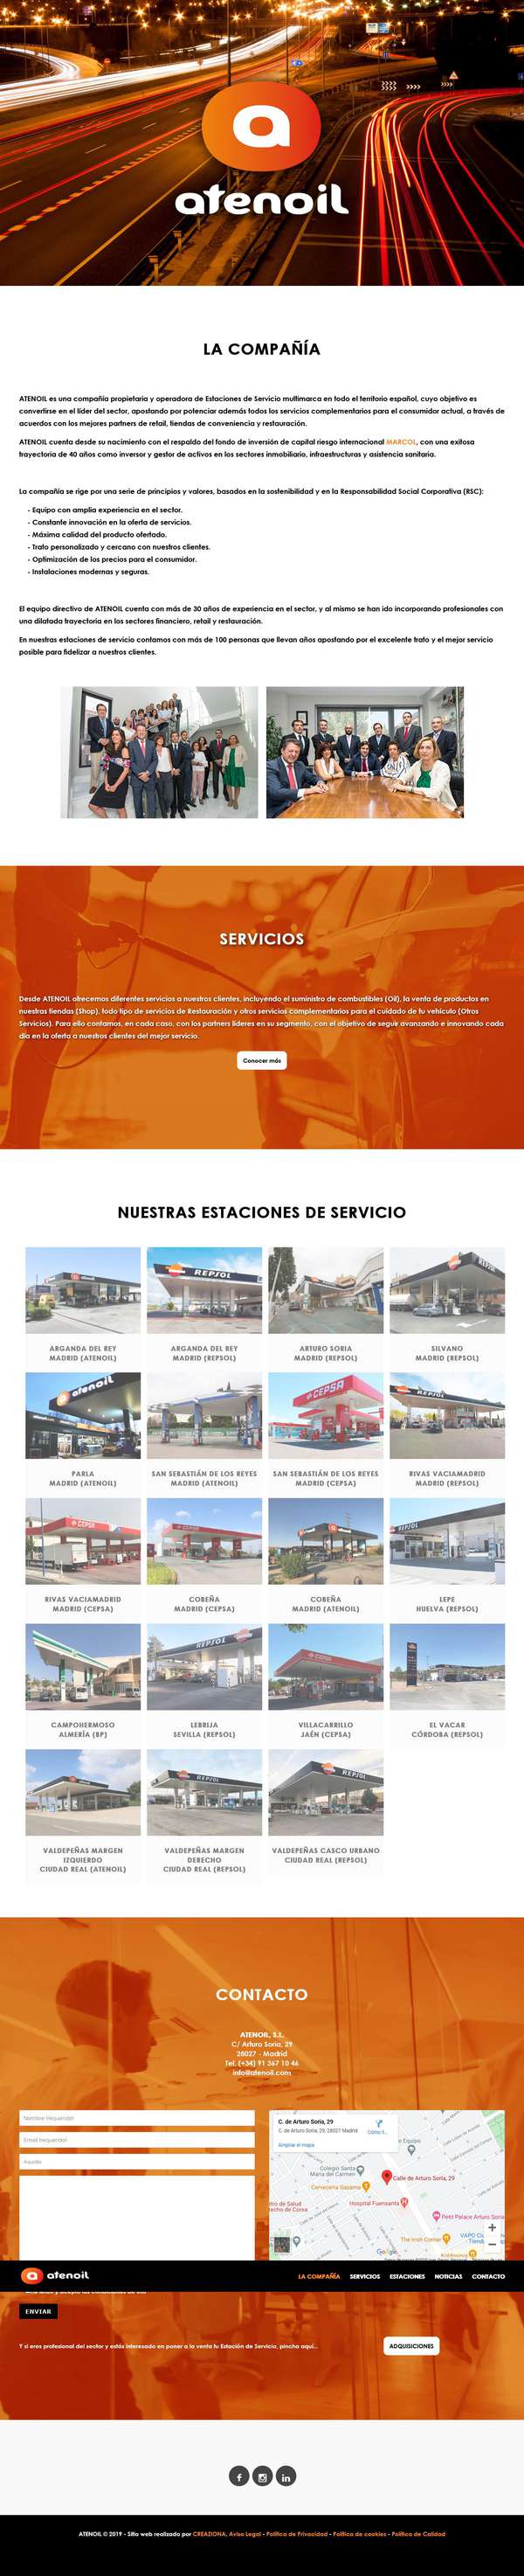 a
atenoil
LA COMPAÑÍA
ATENOIL es una compañía propietaria y operadora de Estaciones de Servicio multimarca en todo el territorio español, cuyo objetivo es
convertirse en el líder del sector, apostando por potenciar además todos los servicios complementarios para el consumidor actual, a través de
acuerdos con los mejores partners de retail, tiendas de conveniencia y restauración.
ATENOIL cuenta desde su nacimiento con el respaldo del fondo de inversión de capital riesgo internacional MARCOL, con una exitosa
trayectoria de 40 años como inversor y gestor de activos en los sectores inmobiliario, infraestructuras y asistencia sanitaria.
La compañía se rige por una serie de principios y valores, basados en la sostenibilidad y en la Responsabilidad Social Corporativa (RSC):
- Equipo con amplia experiencia en el sector.
- Constante innovación en la oferta de servicios.
- Máxima calidad del producto ofertado.
- Trato personalizado y cercano con nuestros clientes.
- Optimización de los precios para el consumidor.
- Instalaciones modernas y seguras.
El equipo directivo de ATENOIL cuenta con más de 30 años de experiencia en el sector, y al mismo se han ido incorporando profesionales con
una dilatada trayectoria en los sectores financiero, retail y restauración.
En nuestras estaciones de servicio contamos con más de 100 personas que llevan años apostando por el excelente trato y el mejor servicio
posible para fidelizar a nuestros clientes.
SERVICIOS
Desde ATENOIL ofrecemos diferentes servicios a nuestros clientes, incluyendo el suministro de combustibles (Oil), la venta de productos en
nuestras tiendas (Shop), todo tipo de servicios de Restauración y otros servicios complementarios para el cuidado de tu vehículo (Otros
Servicios). Para ello contamos, en cada caso, con los partners líderes en su segmento, con el objetivo de seguir avanzando e innovando cada
día en la oferta a nuestros clientes del mejor servicio.
Conocer más
NUESTRAS ESTACIONES DE SERVICIO
REPSOL
ARGANDA DEL REY
MADRID (ATENOIL)
ARGANDA DEL REY
MADRID (REPSOL)
ARTURO SORIA
MADRID (REPSOL)
SILVANO
MADRID (REPSOL)
atenoil
CEPSA
REPSOL
PARLA
MADRID (ATENOIL)
SAN SEBASTIÁN DE LOS REYES
MADRID (ATENOIL)
SAN SEBASTIÁN DE LOS REYES
MADRID (CEPSA)
RIVAS VACIAMADRID
MADRID (REPSOL)
CEPSA
CEPSA
REPSOL
RIVAS VACIAMADRID
MADRID (CEPSA)
COBEÑA
MADRID (CEPSA)
COBEÑA
MADRID (ATENOIL)
LEPE
HUELVA (REPSOL)
REPSOL
CEPSA
CAMPOHERMOSO
ALMERÍA (BP)
LEBRIJA
SEVILLA (REPSOL)
VILLACARRILLO
JAÉN (CEPSA)
EL VACAR
CÓRDOBA (REPSOL)
REPSOL
REPSOL
VALDEPEÑAS MARGEN
IZQUIERDO
CIUDAD REAL (ATENOIL)
VALDEPEÑAS MARGEN
DERECHO
CIUDAD REAL (REPSOL)
VALDEPEÑAS CASCO URBANO
CIUDAD REAL (REPSOL)
CONTACTO
ATENOIL, S.L.
C/ Arturo Soria, 29
28027 - Madrid
Tel. (+34) 91 367 10 46
info@atenoil.com
Nombre (requerido)
Email (requerido)
Asunto
C. de Arturo Soria, 29
C. de Arturo Soria, 29, 28027 Madrid
Cómo ll...
Ampliar el mapa
Colegio Santa
María del Carmen
Calle de Arturo Soria, 29
Hospital Fuensanta
Petit Palace Arturo Soria
Google
atenoil
LA COMPAÑÍA SERVICIOS ESTACIONES NOTICIAS CONTACTO
ENVIAR
Y si eres profesional del sector y estás interesado en poner a la venta tu Estación de Servicio, pincha aquí...
ADQUISICIONES
f
in
ATENOIL © 2019 - Sitio web realizado por CREAZIONA, Aviso Legal - Política de Privacidad - Política de cookies - Política de Calidad